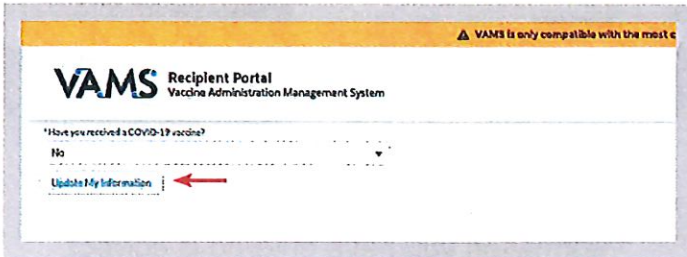 ⚠ VAMS is only compatible with the most c
VAMS Recipient Portal
Vaccine Administration Management System
*Have you received a COVID-19 vaccine?
No
Update My Information